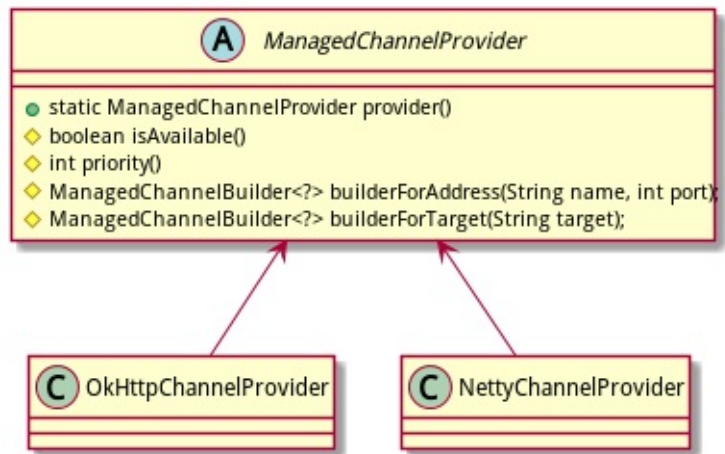 A ManagedChannelProvider
static ManagedChannelProvider provider()
boolean isAvailable()
int priority()
ManagedChannelBuilder<?> builderForAddress(String name, int port);
ManagedChannelBuilder<?> builderForTarget(String target);
C OkHttpChannelProvider
C NettyChannelProvider